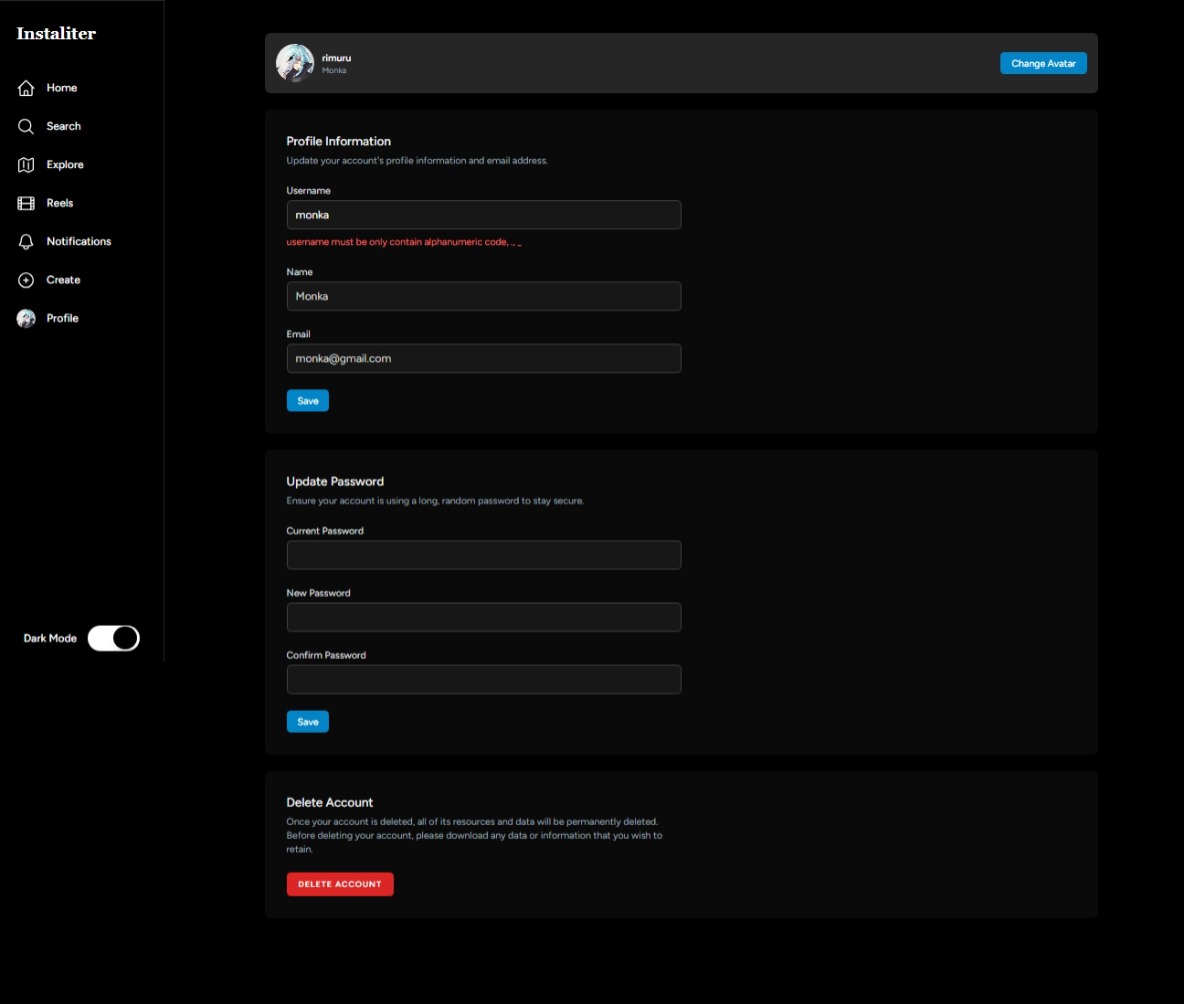 Instaliter
Home
Search
Explore
Reels
Notifications
Create
Profile
Dark Mode
rimuru
Monka
Change Avatar
Profile Information
Update your account's profile information and email address.
Username
monka
username must be only contain alphanumeric code, ., _
Name
Monka
Email
monka@gmail.com
Save
Update Password
Ensure your account is using a long, random password to stay secure.
Current Password
New Password
Confirm Password
Save
Delete Account
Once your account is deleted, all of its resources and data will be permanently deleted.
Before deleting your account, please download any data or information that you wish to
retain.
DELETE ACCOUNT